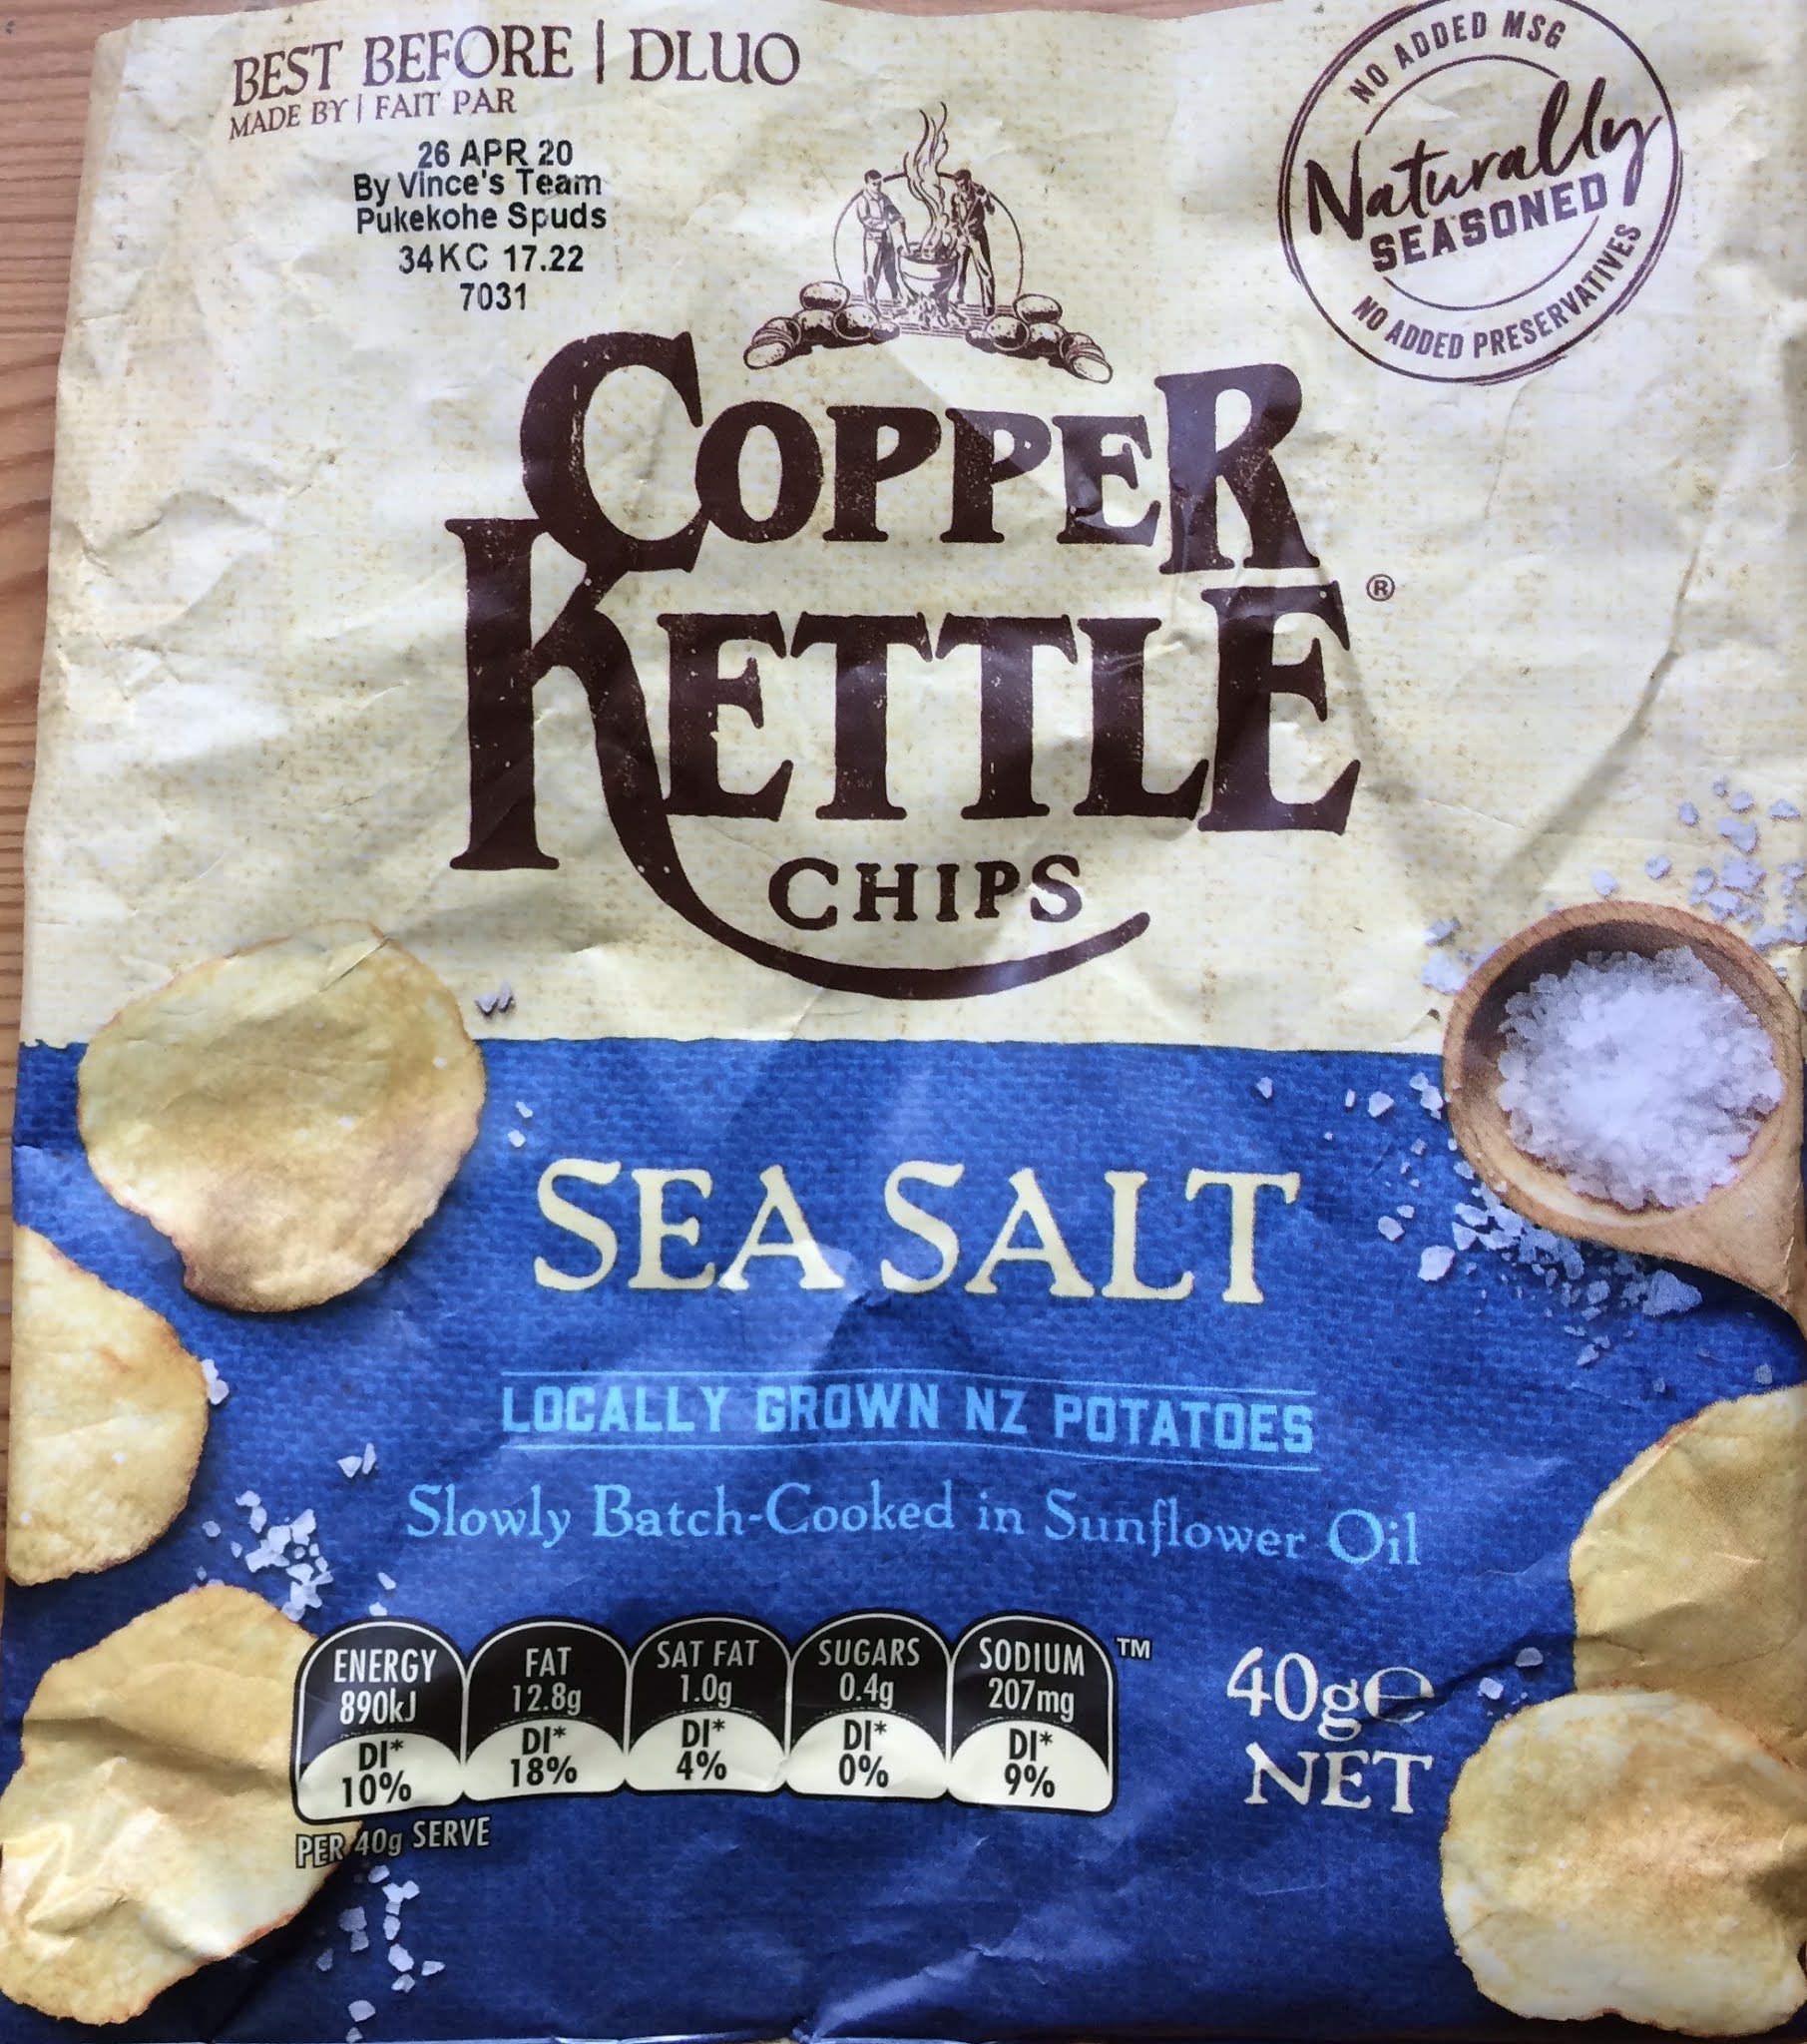 BEST BEFORE | DLUO
MADE BY | FAIT PAR
26 APR 20
By Vince's Team
Pukekohe Spuds
34KC 17.22
7031
NO ADDED MSG
Naturally
SEASONED
NO ADDED PRESERVATIVES
COPPER
KETTLE®
CHIPS
SEA SALT
LOCALLY GROWN NZ POTATOES
Slowly Batch-Cooked in Sunflower Oil
ENERGY
890kJ
DI*
10%
FAT
12.8g
DI*
18%
SAT FAT
1.0g
DI*
4%
SUGARS
0.4g
DI*
0%
SODIUM
207mg
DI*
9%
TM
PER 40g SERVE
40g℮
NET